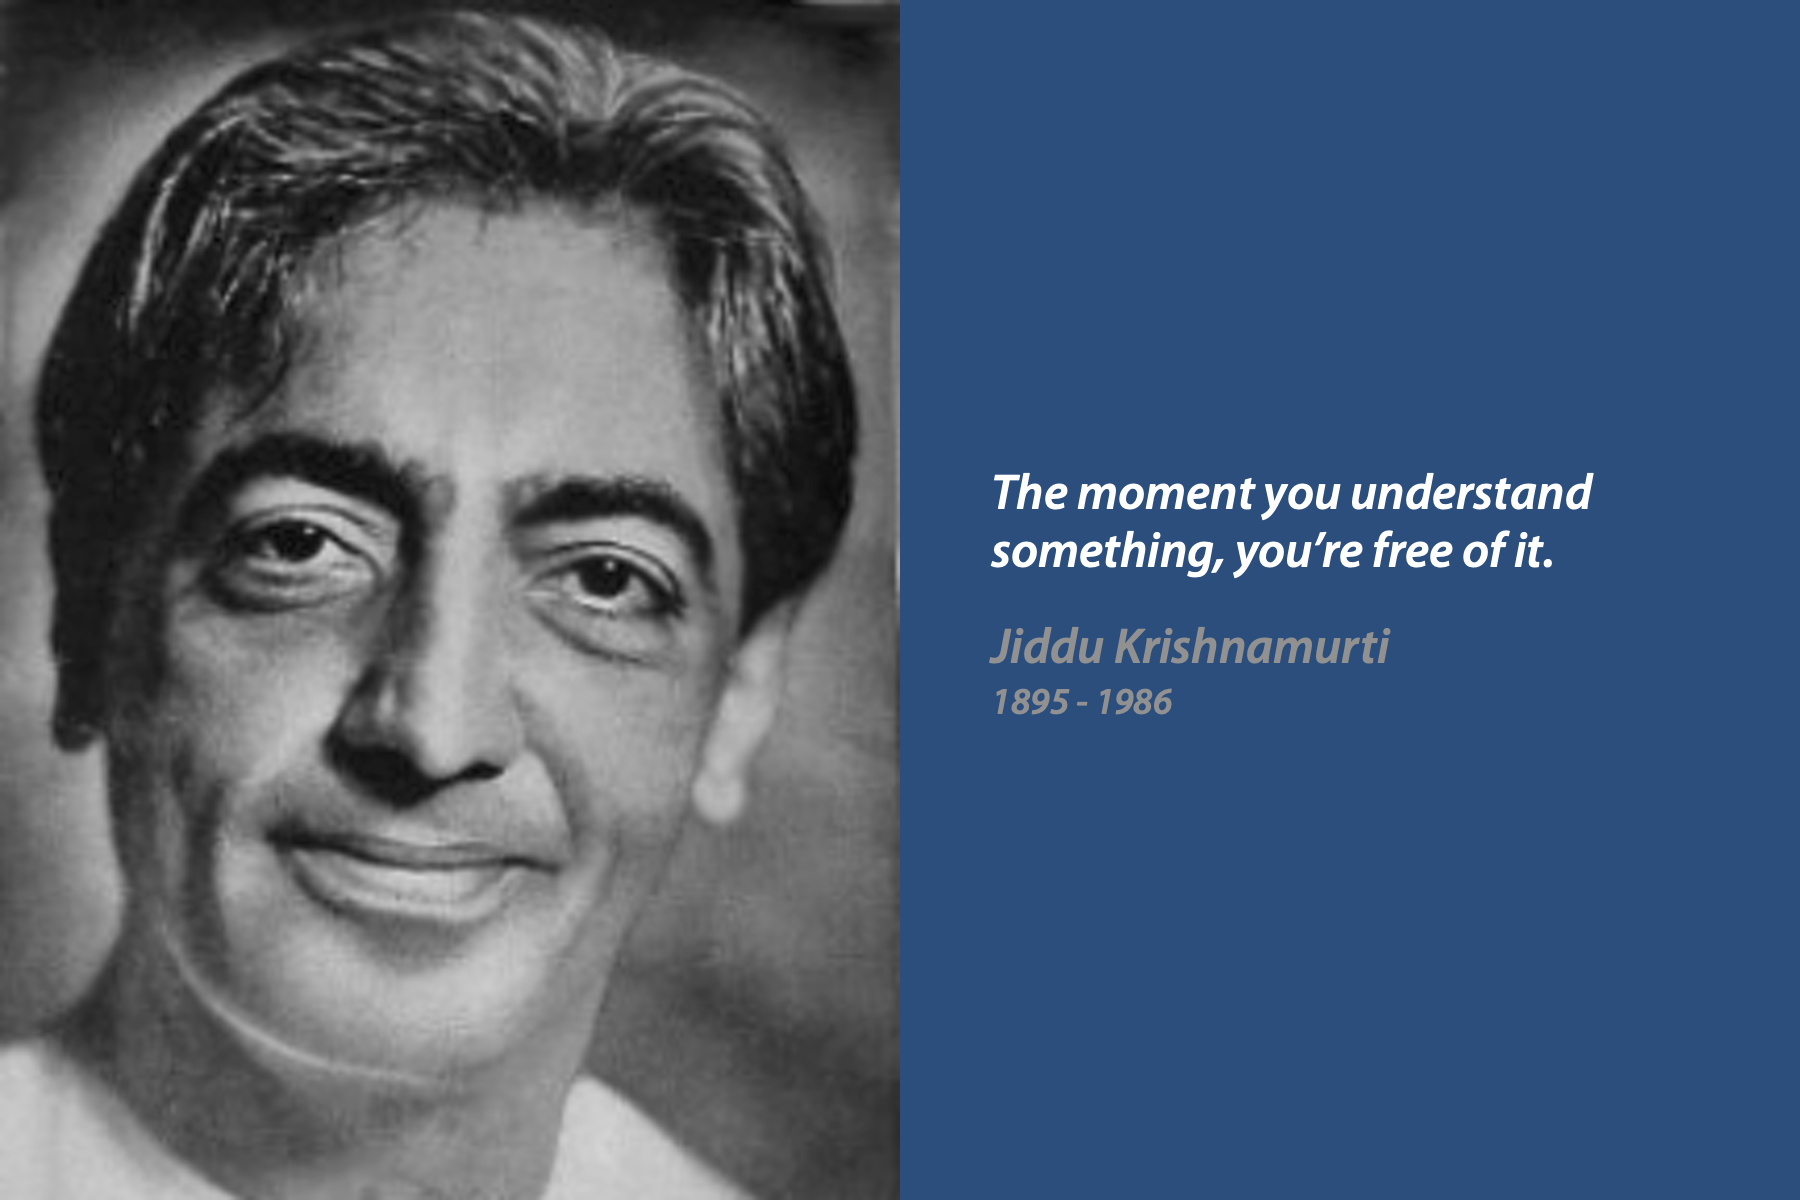 The moment you understand
something, you’re free of it.
Jiddu Krishnamurti
1895 - 1986